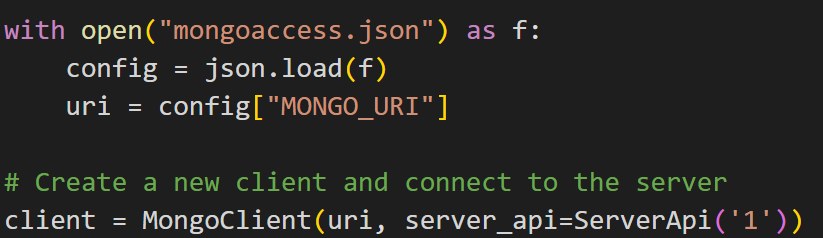 with open("mongoaccess.json") as f:
    config = json.load(f)
    uri = config["MONGO_URI"]

# Create a new client and connect to the server
client = MongoClient(uri, server_api=ServerApi('1'))